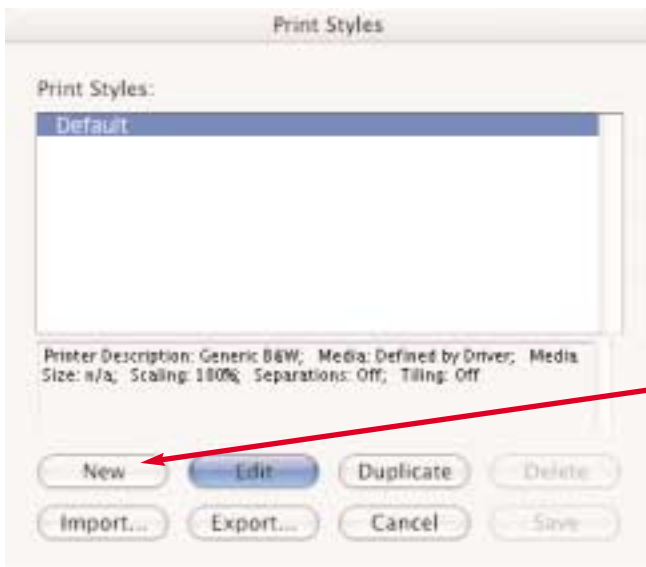 Print Styles
Print Styles:
Default
Printer Description: Generic B&W; Media: Defined by Driver; Media
Size: n/a; Scaling: 100%; Separations: Off; Tiling: Off
New Edit Duplicate Delete
Import... Export... Cancel Save